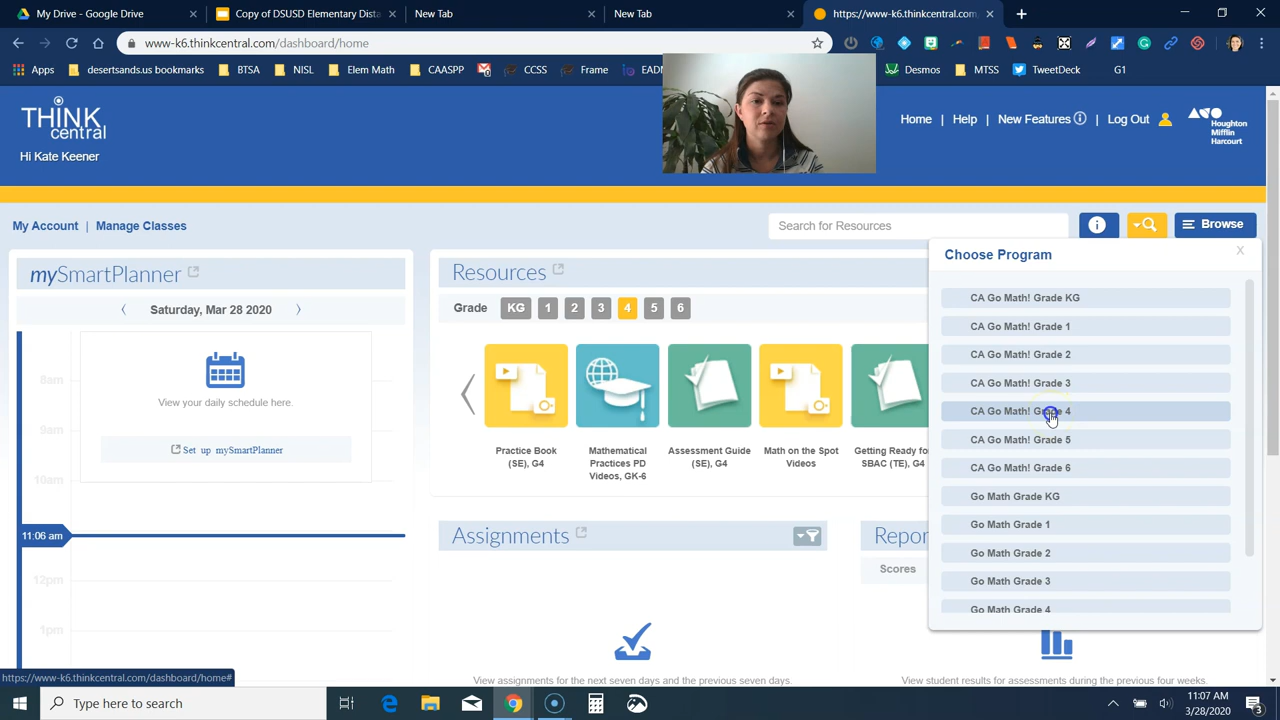 My Drive - Google Drive
Copy of DSUSD Elementary Dista
New Tab
New Tab
https://www-k6.thinkcentral.com/
www-k6.thinkcentral.com/dashboard/home
Apps
desertsands.us bookmarks
BTSA
NISL
Elem Math
CAASPP
CCSS
Frame
Desmos
MTSS
TweetDeck
G1
THINK
central
Hi Kate Keener
Home | Help | New Features | Log Out
Houghton
Mifflin
Harcourt
My Account | Manage Classes
Search for Resources
Browse
mySmartPlanner
Saturday, Mar 28 2020
8am
View your daily schedule here.
9am
Set up mySmartPlanner
10am
11:06 am
12pm
1pm
Resources
Grade KG 1 2 3 4 5 6
Practice Book
(SE), G4
Mathematical
Practices PD
Videos, GK-6
Assessment Guide
(SE), G4
Math on the Spot
Videos
Getting Ready fo
SBAC (TE), G4
Assignments
View assignments for the next seven days and the previous seven days.
Repor
Scores
View student results for assessments during the previous four weeks.
Choose Program
X
CA Go Math! Grade KG
CA Go Math! Grade 1
CA Go Math! Grade 2
CA Go Math! Grade 3
CA Go Math! Grade 4
CA Go Math! Grade 5
CA Go Math! Grade 6
Go Math Grade KG
Go Math Grade 1
Go Math Grade 2
Go Math Grade 3
Go Math Grade 4
https://www-k6.thinkcentral.com/dashboard/home#
Type here to search
11:07 AM
3/28/2020
3